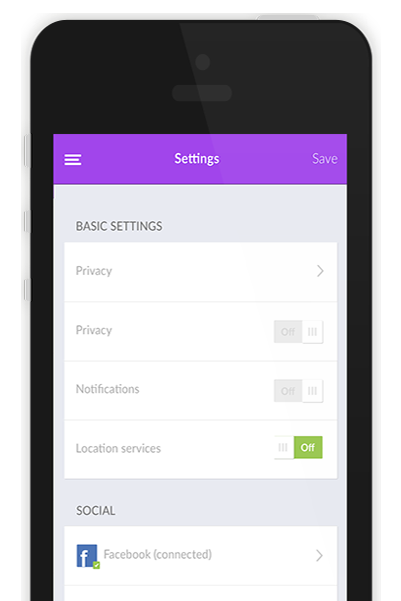 Settings
Save
BASIC SETTINGS
Privacy
Privacy
Off
Notifications
Off
Location services
Off
SOCIAL
f
Facebook (connected)